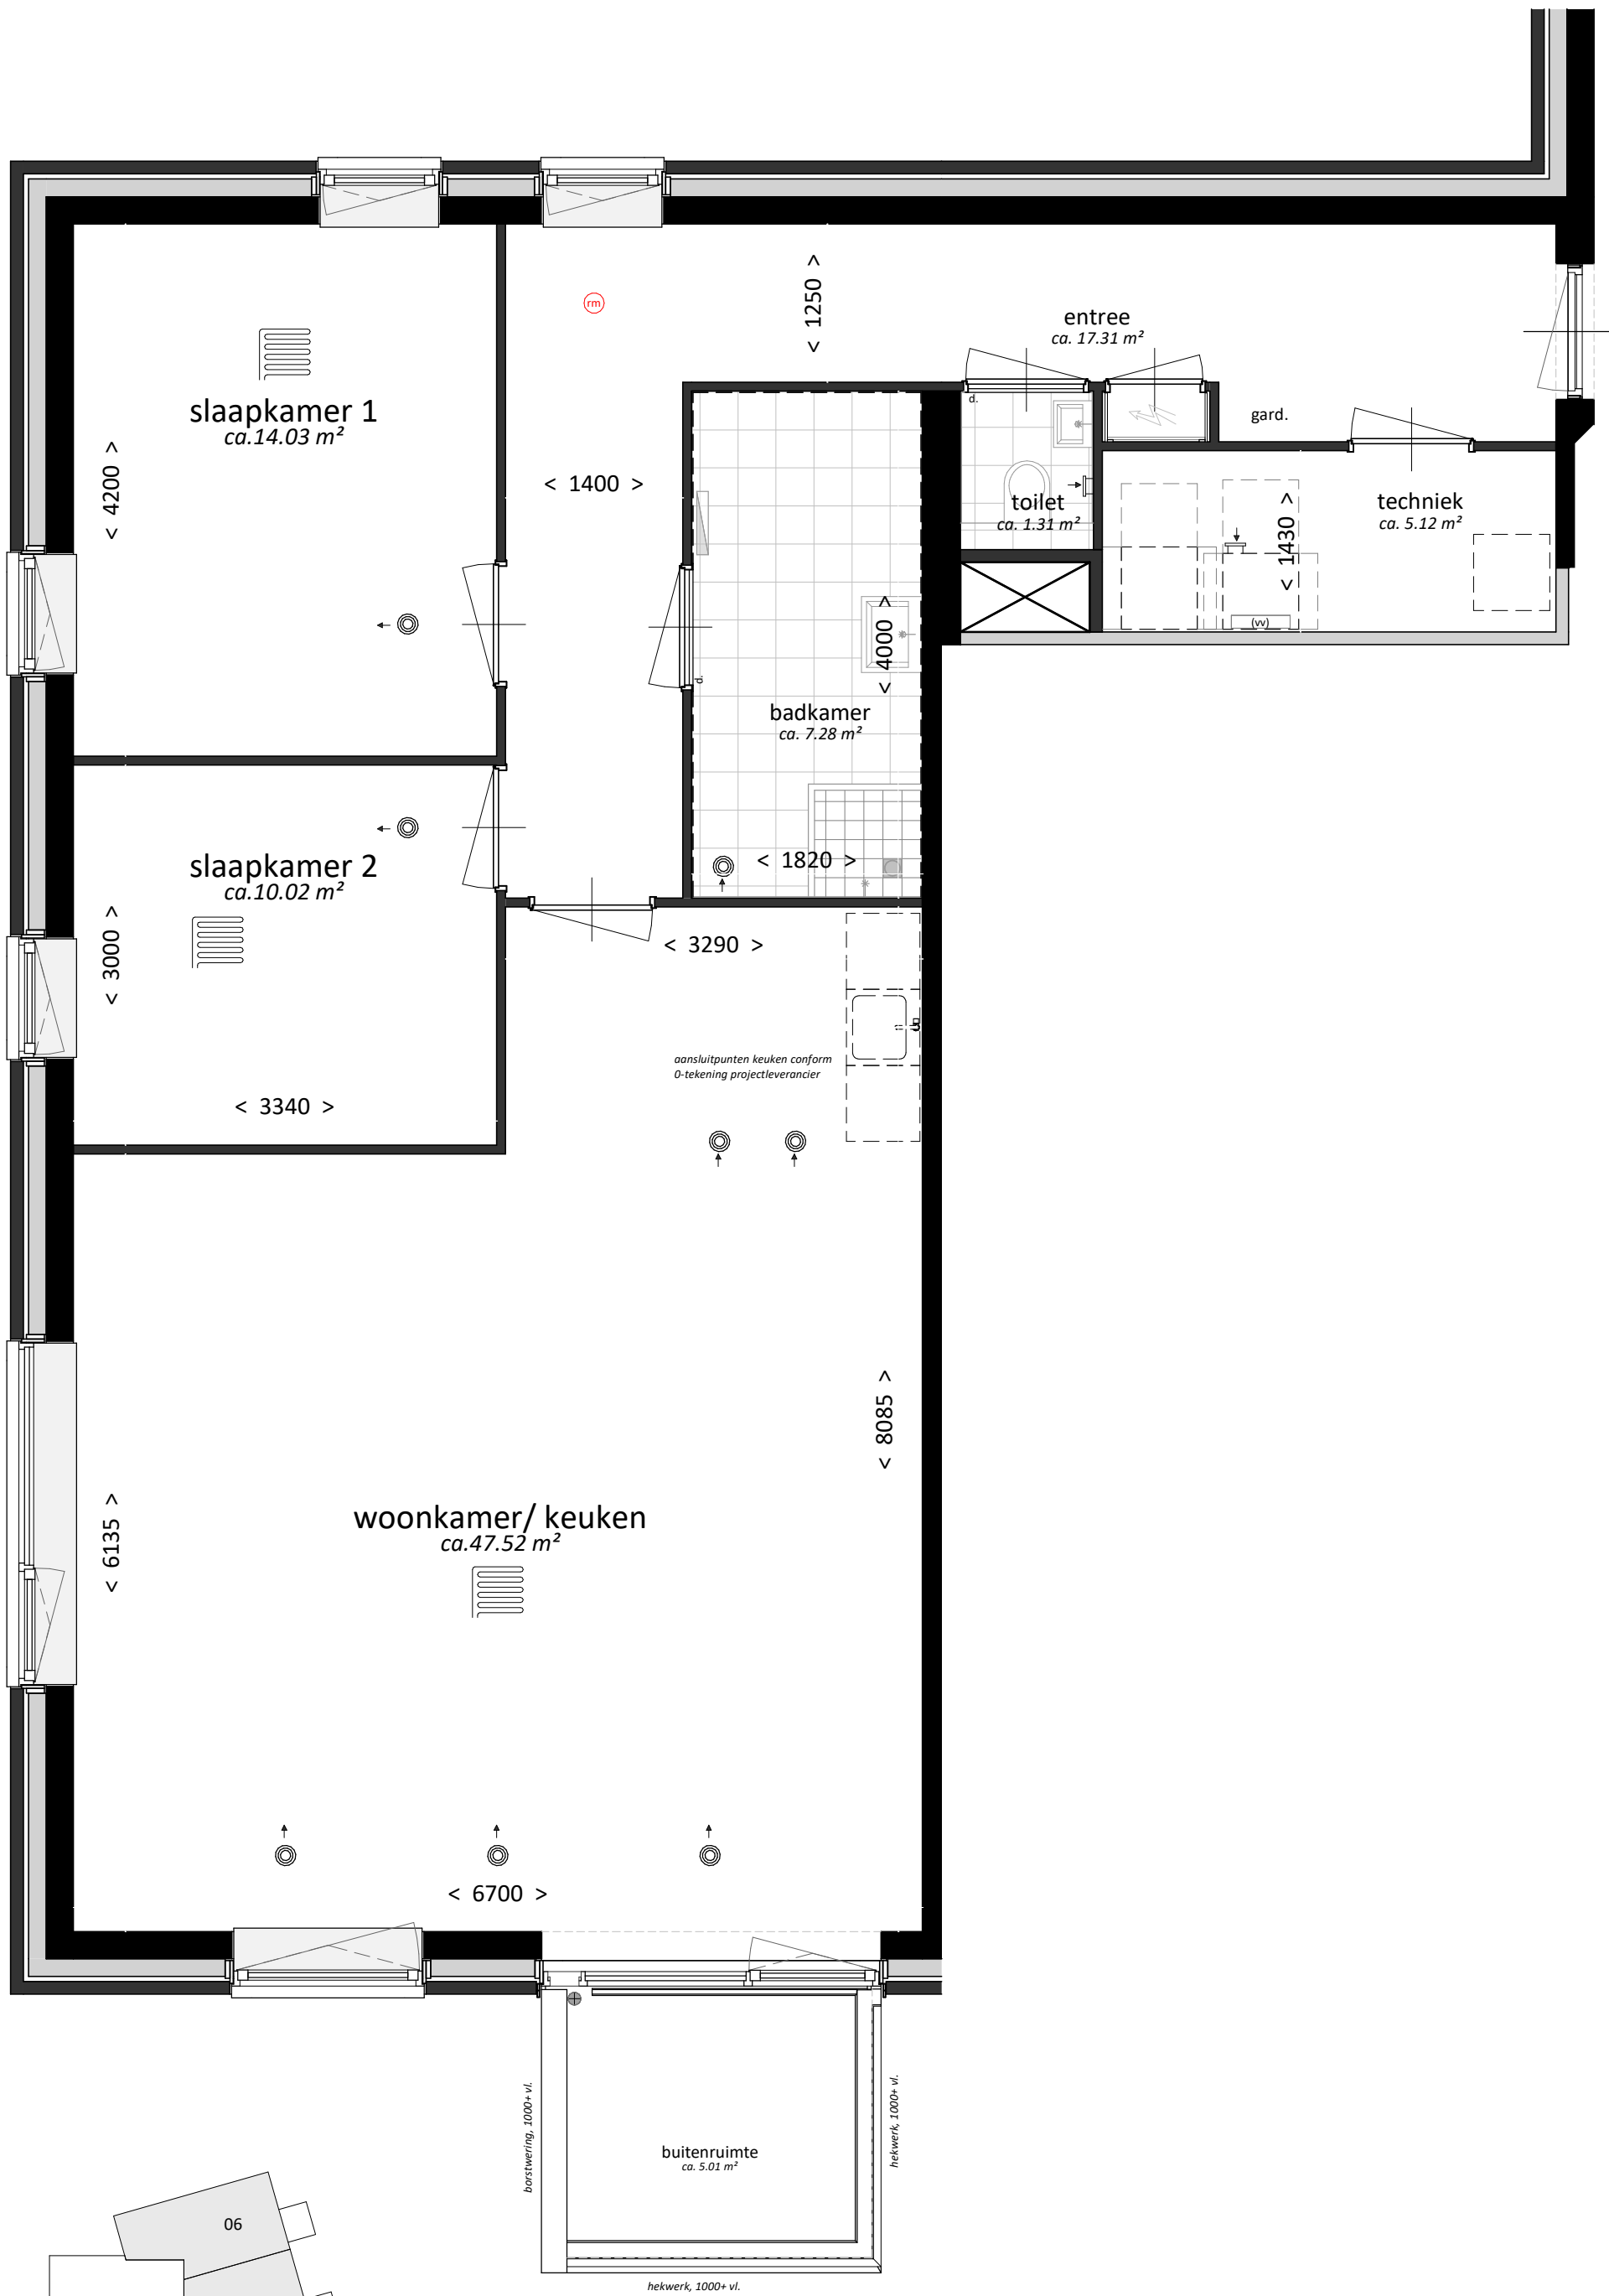 rm
< 1250 >
entree
ca. 17.31 m²
slaapkamer 1
ca.14.03 m²
d.
gard.
< 4200 >
< 1400 >
toilet
ca. 1.31 m²
< 1430 >
techniek
ca. 5.12 m²
(vv)
< 4000 >
d.
badkamer
ca. 7.28 m²
slaapkamer 2
ca.10.02 m²
< 1820 >
< 3000 >
< 3290 >
aansluitpunten keuken conform
0-tekening projectleverancier
< 3340 >
< 8085 >
woonkamer/ keuken
ca.47.52 m²
< 6135 >
< 6700 >
borstwering, 1000+ vl.
hekwerk, 1000+ vl.
buitenruimte
ca. 5.01 m²
06
hekwerk, 1000+ vl.